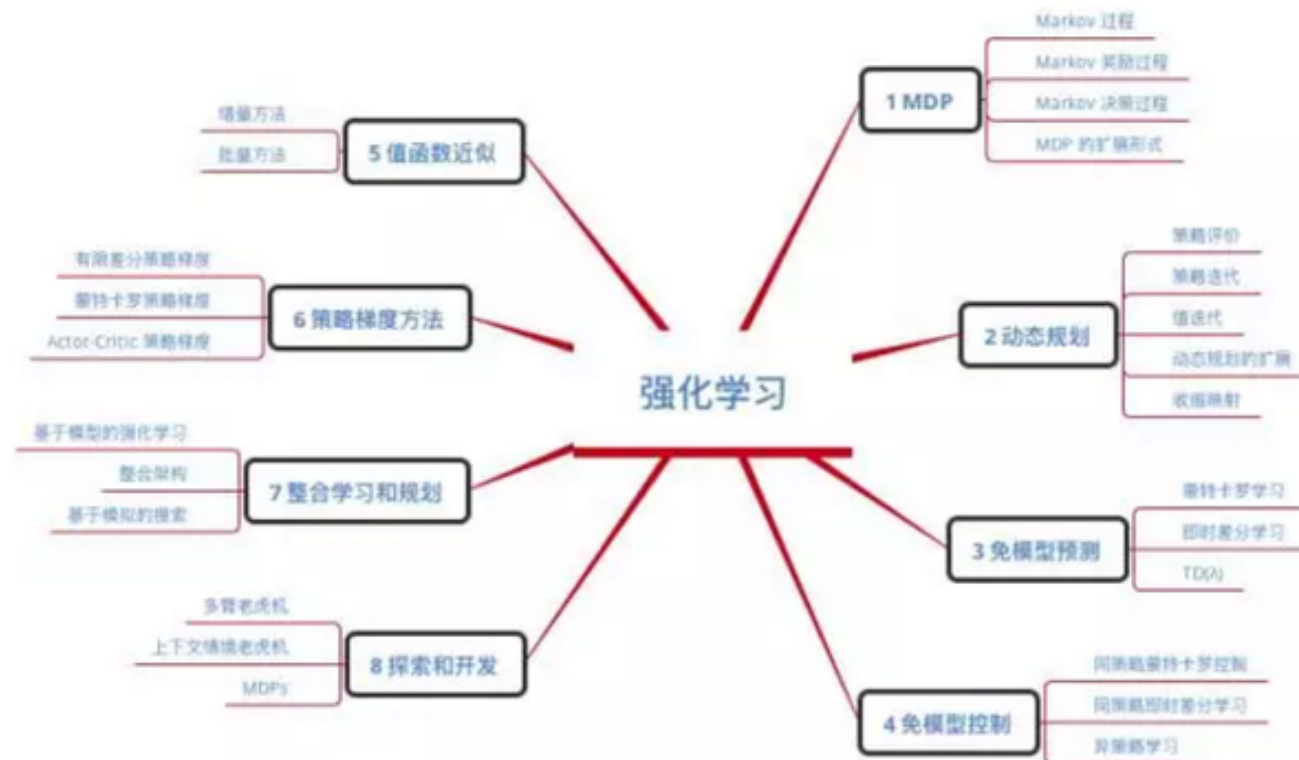 强化学习
1 MDP
Markov 过程
Markov 奖励过程
Markov 决策过程
MDP 的扩展形式
2 动态规划
策略评价
策略迭代
值迭代
动态规划的扩展
收缩映射
3 免模型预测
蒙特卡罗学习
即时差分学习
TD(λ)
4 免模型控制
同策略蒙特卡罗控制
同策略即时差分学习
异策略学习
5 值函数近似
增量方法
批量方法
6 策略梯度方法
有限差分策略梯度
蒙特卡罗策略梯度
Actor-Critic 策略梯度
7 整合学习和规划
基于模型的强化学习
整合架构
基于模拟的搜索
8 探索和开发
多臂老虎机
上下文情境老虎机
MDPs